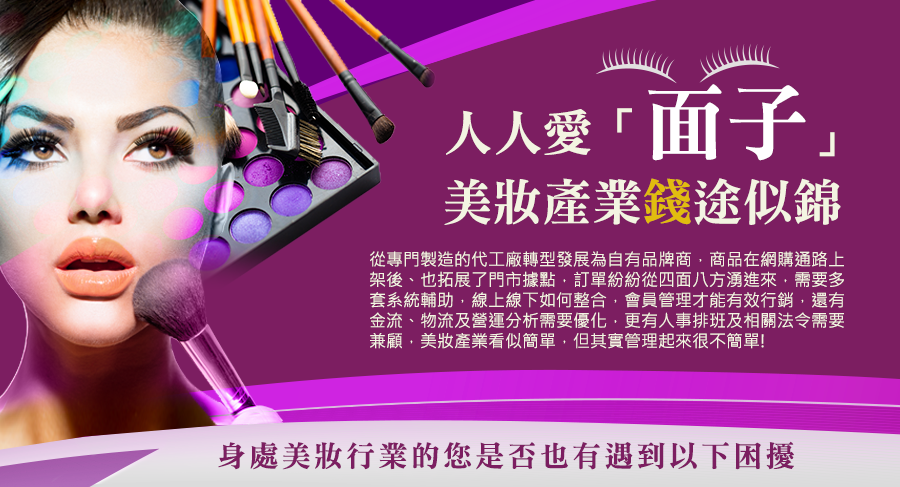 人人愛「面子」
美妝產業錢途似錦
從專門製造的代工廠轉型發展為自有品牌商，商品在網購通路上
架後、也拓展了門市據點，訂單紛紛從四面八方湧進來，需要多
套系統輔助，線上線下如何整合，會員管理才能有效行銷，還有
金流、物流及營運分析需要優化，更有人事排班及相關法令需要
兼顧，美妝產業看似簡單，但其實管理起來很不簡單!
身處美妝行業的您是否也有遇到以下困擾